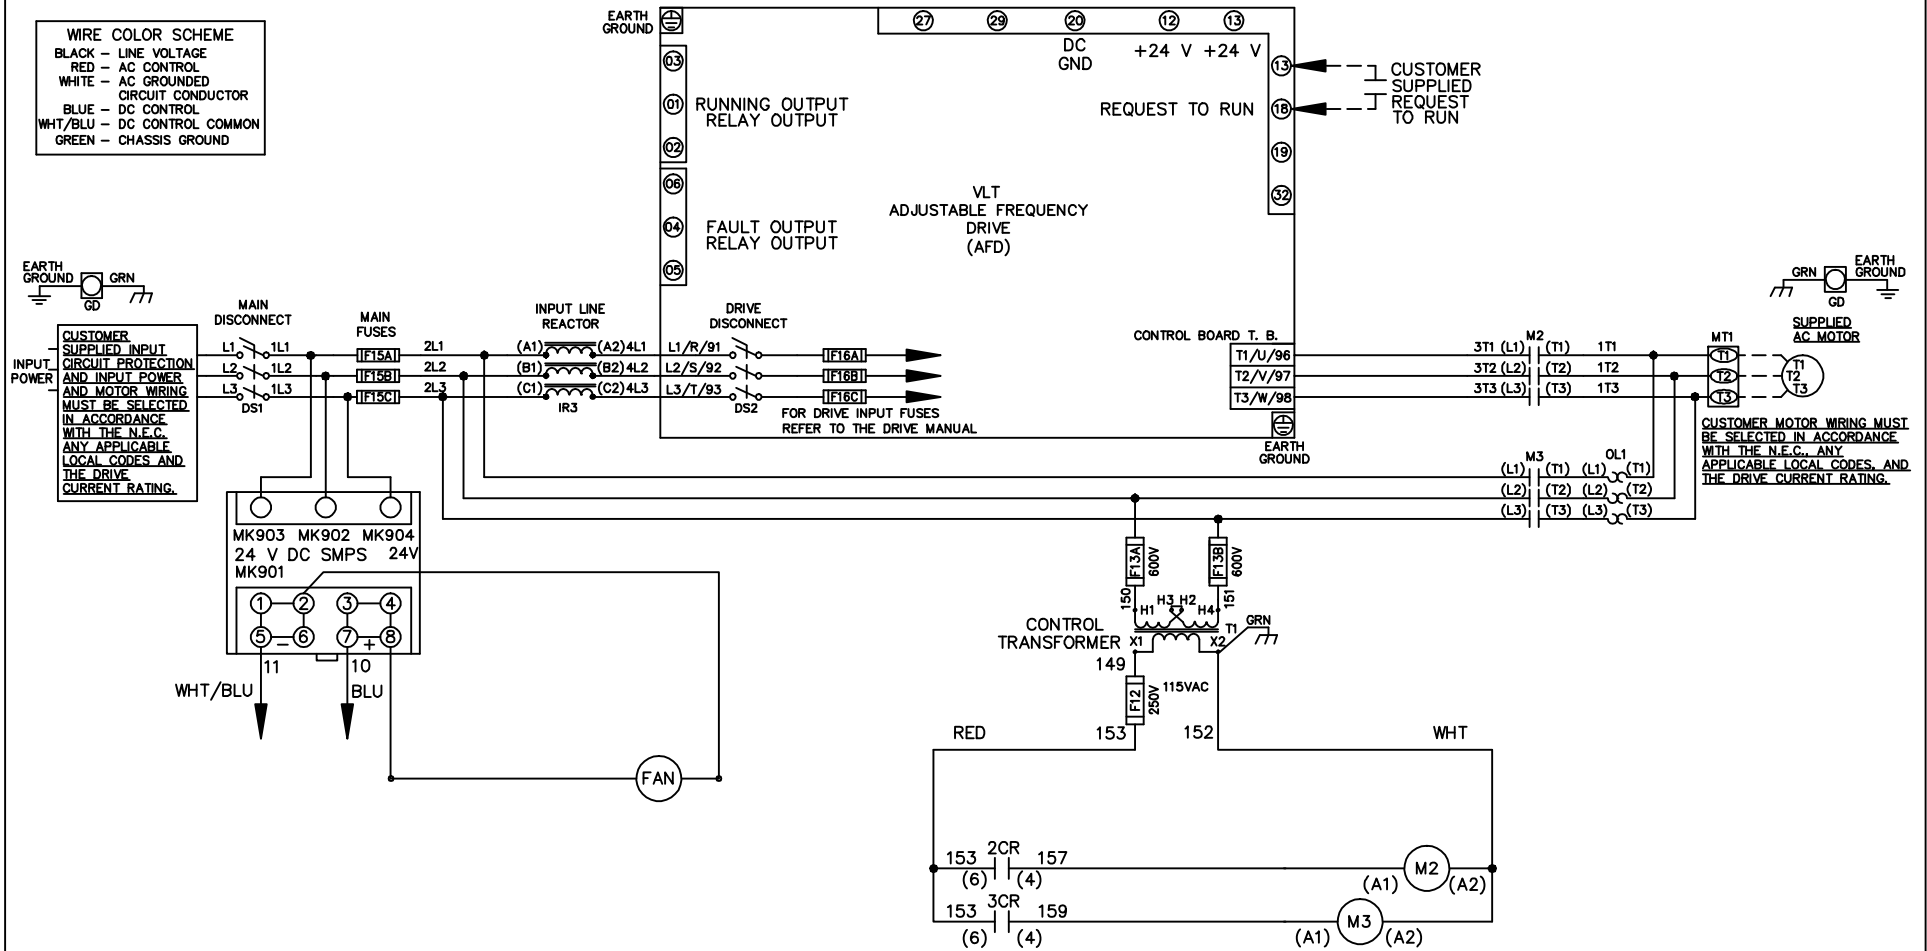 WIRE COLOR SCHEME
BLACK – LINE VOLTAGE
RED – AC CONTROL
WHITE – AC GROUNDED
CIRCUIT CONDUCTOR
BLUE – DC CONTROL
WHT/BLU – DC CONTROL COMMON
GREEN – CHASSIS GROUND
EARTH
GROUND
27 29 20 12 13
DC
GND
+24 V +24 V
03
01
02
RUNNING OUTPUT
RELAY OUTPUT
06
04
05
FAULT OUTPUT
RELAY OUTPUT
13
18
19
32
REQUEST TO RUN
CUSTOMER
SUPPLIED
REQUEST
TO RUN
VLT
ADJUSTABLE FREQUENCY
DRIVE
(AFD)
EARTH
GROUND
GRN
GD
INPUT
POWER
CUSTOMER
SUPPLIED INPUT
CIRCUIT PROTECTION
AND INPUT POWER
AND MOTOR WIRING
MUST BE SELECTED
IN ACCORDANCE
WITH THE N.E.C.
ANY APPLICABLE
LOCAL CODES AND
THE DRIVE
CURRENT RATING.
MAIN
DISCONNECT
L1 1L1
L2 1L2
L3 1L3
DS1
MAIN
FUSES
F15A
F15B
F15C
2L1
2L2
2L3
INPUT LINE
REACTOR
(A1) (A2) 4L1
(B1) (B2) 4L2
(C1) (C2) 4L3
IR3
L1/R/91
L2/S/92
L3/T/93
DRIVE
DISCONNECT
DS2
F16A
F16B
F16C
FOR DRIVE INPUT FUSES
REFER TO THE DRIVE MANUAL
CONTROL BOARD T. B.
T1/U/96
T2/V/97
T3/W/98
EARTH
GROUND
M2
3T1 (L1) (T1) 1T1
3T2 (L2) (T2) 1T2
3T3 (L3) (T3) 1T3
MT1
T1
T2
T3
GRN
GD
EARTH
GROUND
SUPPLIED
AC MOTOR
T1
T2
T3
CUSTOMER MOTOR WIRING MUST
BE SELECTED IN ACCORDANCE
WITH THE N.E.C., ANY
APPLICABLE LOCAL CODES, AND
THE DRIVE CURRENT RATING.
M3 OL1
(L1) (T1) (L1) (T1)
(L2) (T2) (L2) (T2)
(L3) (T3) (L3) (T3)
MK903 MK902 MK904
24 V DC SMPS 24V
MK901
1 2 3 4
5 – 6 7 + 8
11
10
WHT/BLU
BLU
FAN
F13A
600V
F13B
600V
150
151
H1 H3 H2 H4
CONTROL
TRANSFORMER
X1 X2
T1
GRN
149
F12
250V
115VAC
153
152
RED
WHT
153 2CR 157
(6) (4)
M2
(A1) (A2)
153 3CR 159
(6) (4)
M3
(A1) (A2)